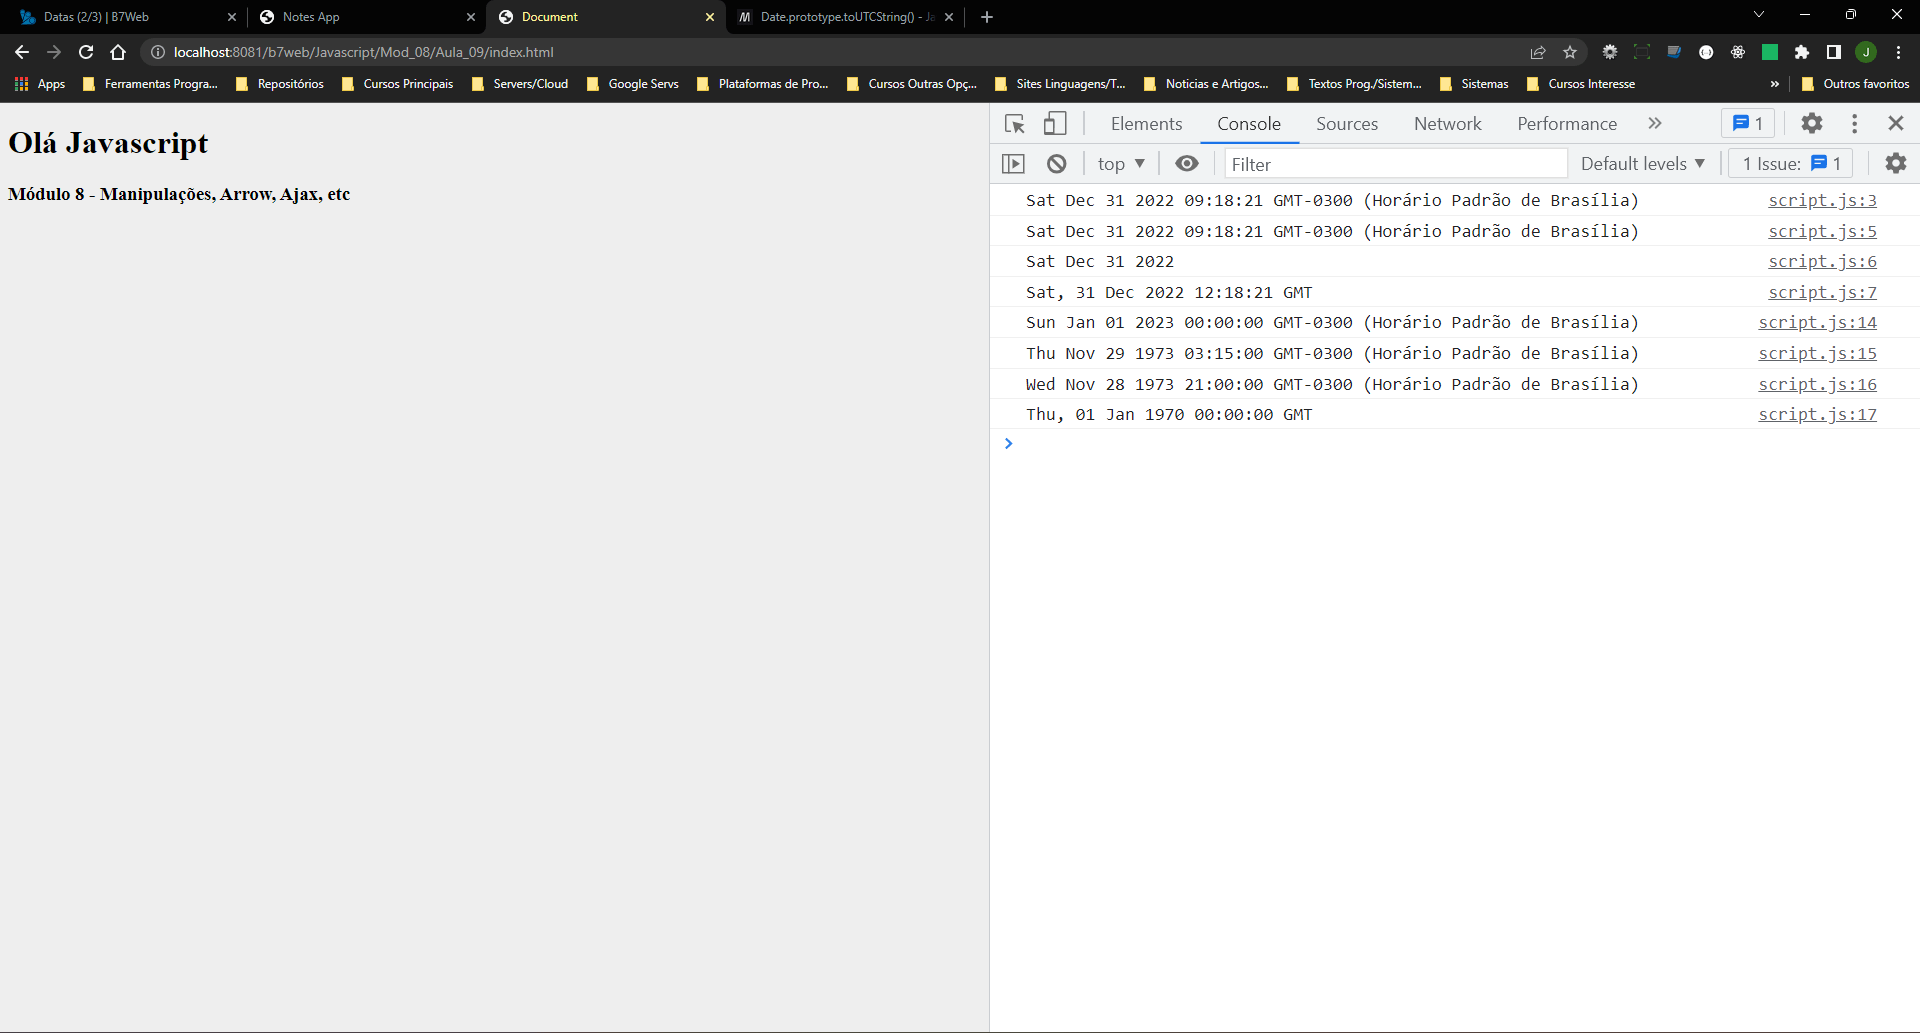 Datas (2/3) | B7Web
Notes App
Document
Date.prototype.toUTCString() - Ja
localhost:8081/b7web/Javascript/Mod_08/Aula_09/index.html
J
Apps
Ferramentas Progra...
Repositórios
Cursos Principais
Servers/Cloud
Google Servs
Plataformas de Pro...
Cursos Outras Opç...
Sites Linguagens/T...
Noticias e Artigos...
Textos Prog./Sistem...
Sistemas
Cursos Interesse
»
Outros favoritos
Olá Javascript
Módulo 8 - Manipulações, Arrow, Ajax, etc
Elements
Console
Sources
Network
Performance
1
top
Filter
Default levels
1 Issue: 1
Sat Dec 31 2022 09:18:21 GMT-0300 (Horário Padrão de Brasília) script.js:3
Sat Dec 31 2022 09:18:21 GMT-0300 (Horário Padrão de Brasília) script.js:5
Sat Dec 31 2022 script.js:6
Sat, 31 Dec 2022 12:18:21 GMT script.js:7
Sun Jan 01 2023 00:00:00 GMT-0300 (Horário Padrão de Brasília) script.js:14
Thu Nov 29 1973 03:15:00 GMT-0300 (Horário Padrão de Brasília) script.js:15
Wed Nov 28 1973 21:00:00 GMT-0300 (Horário Padrão de Brasília) script.js:16
Thu, 01 Jan 1970 00:00:00 GMT script.js:17